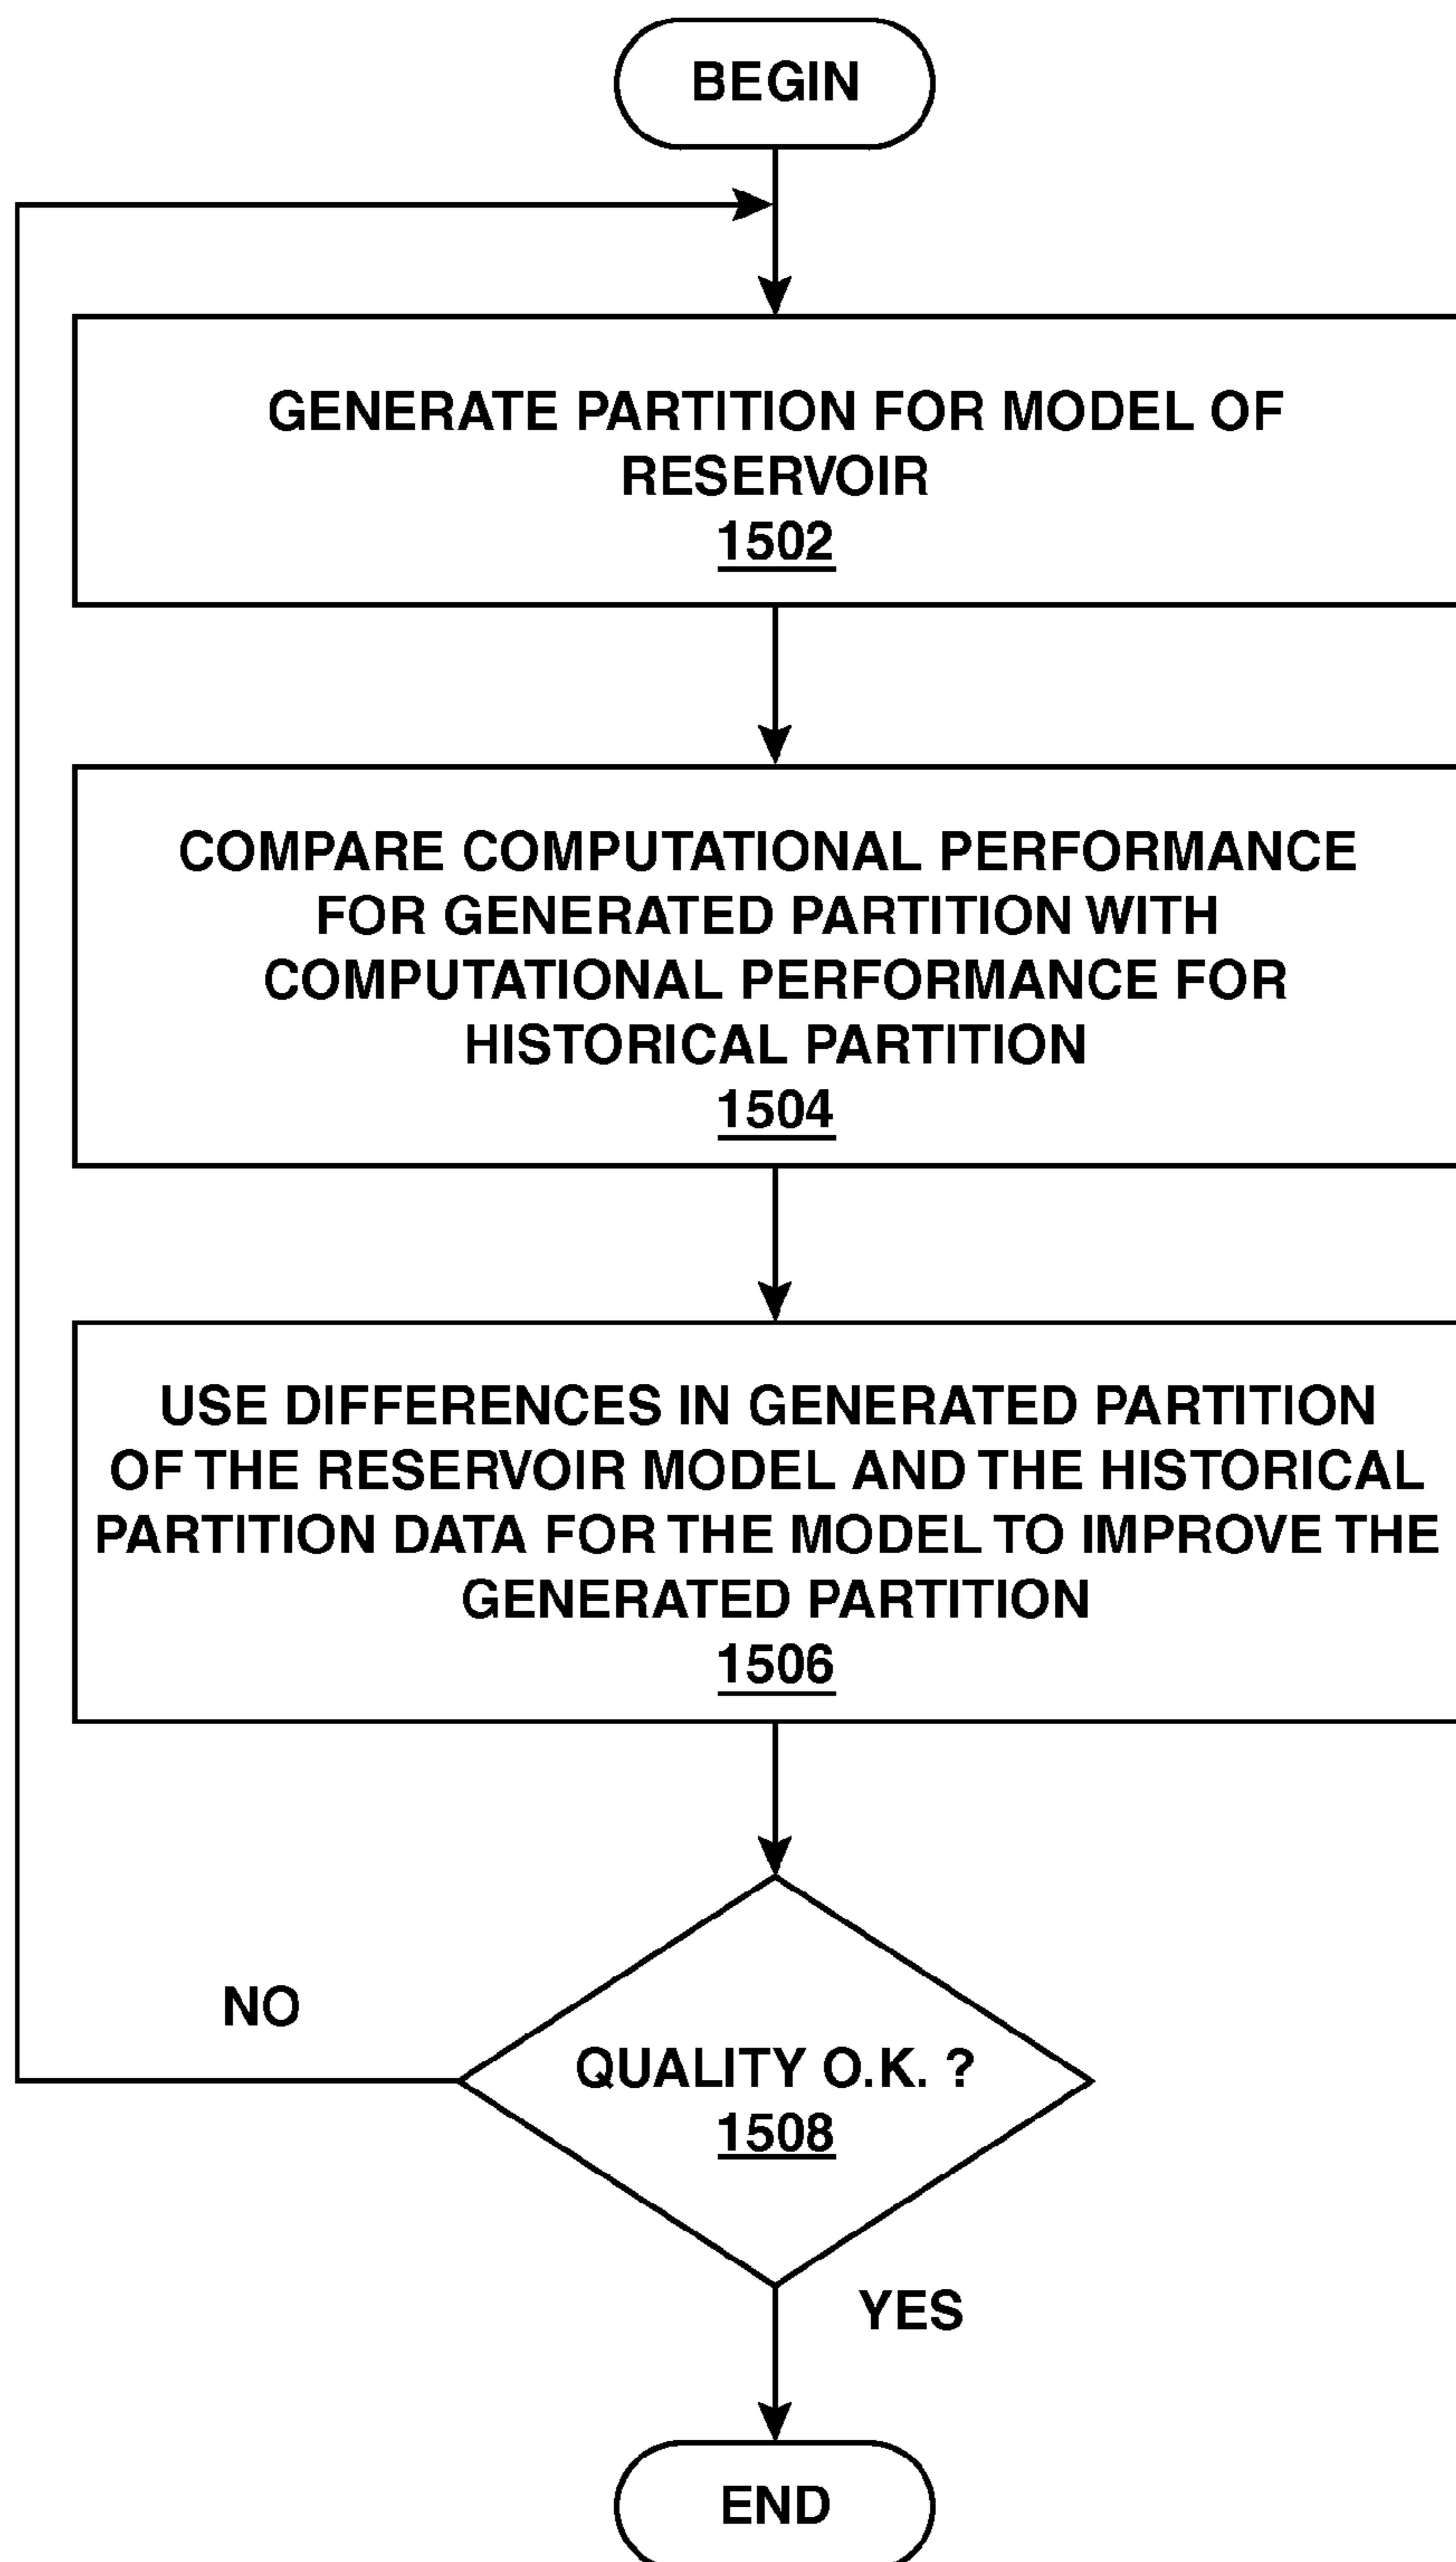 BEGIN
GENERATE PARTITION FOR MODEL OF
RESERVOIR
1502
COMPARE COMPUTATIONAL PERFORMANCE
FOR GENERATED PARTITION WITH
COMPUTATIONAL PERFORMANCE FOR
HISTORICAL PARTITION
1504
USE DIFFERENCES IN GENERATED PARTITION
OF THE RESERVOIR MODEL AND THE HISTORICAL
PARTITION DATA FOR THE MODEL TO IMPROVE THE
GENERATED PARTITION
1506
NO
QUALITY O.K. ?
1508
YES
END